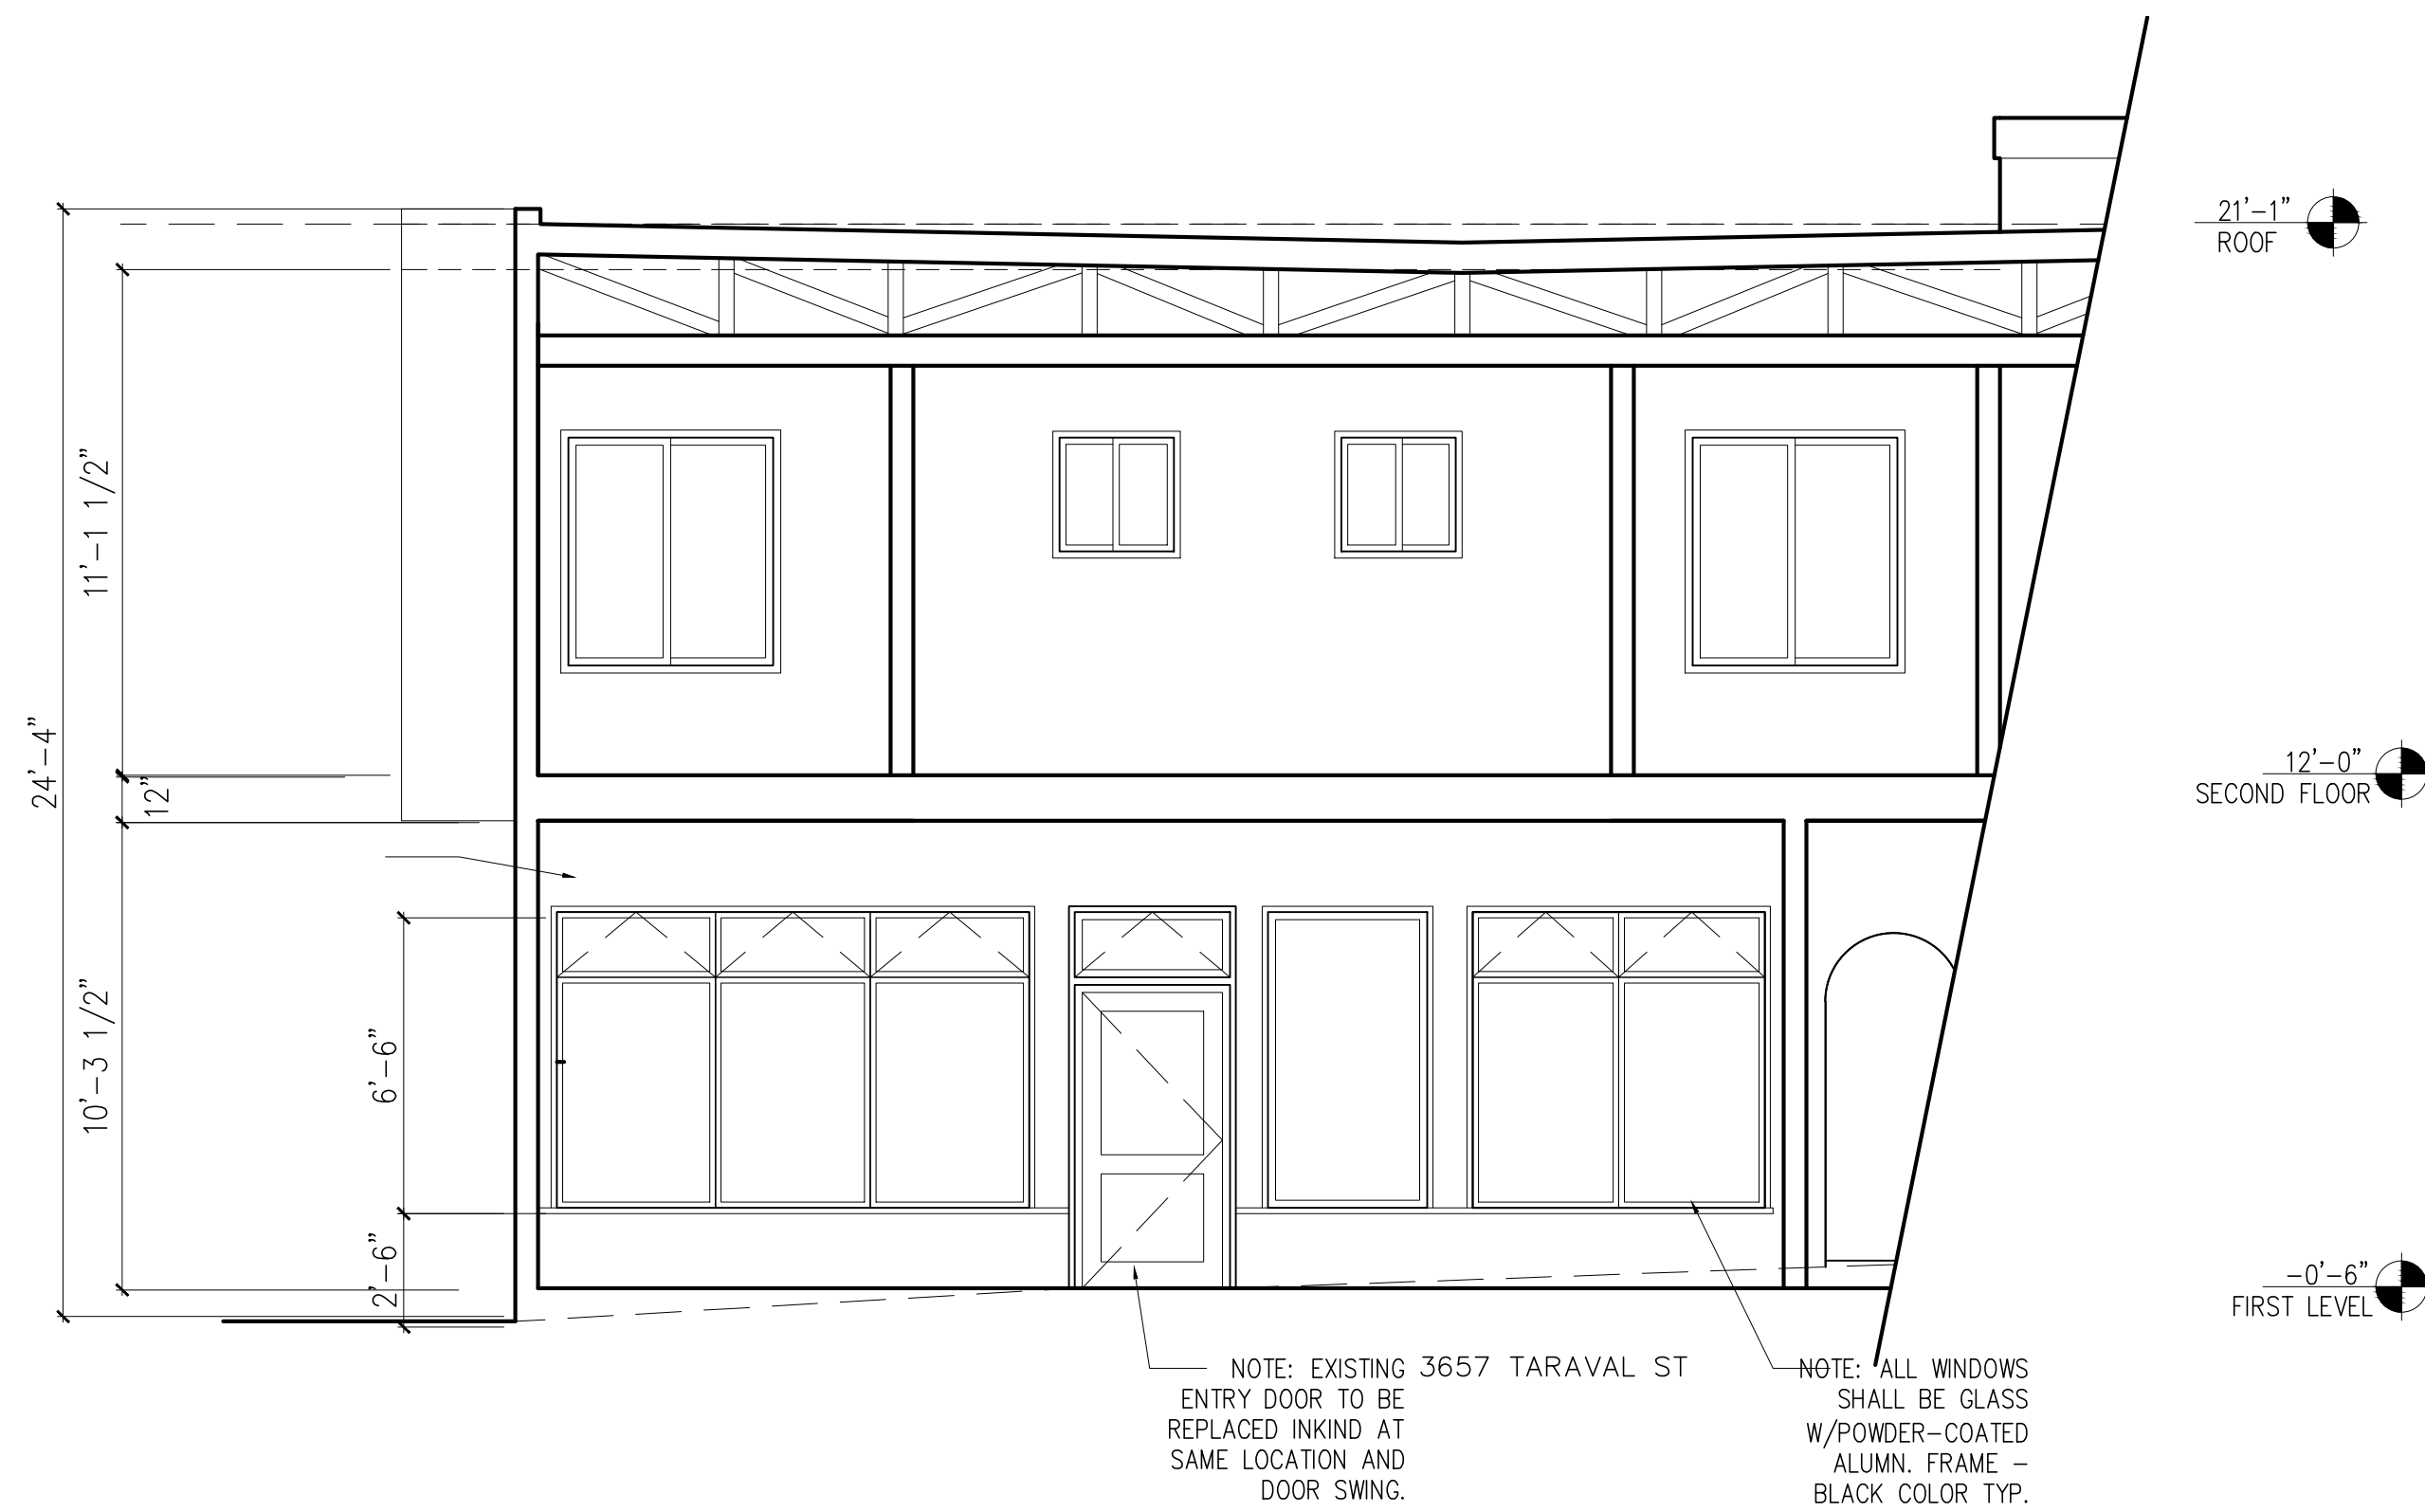 21'-1"
ROOF
11'-1 1/2"
24'-4"
12"
12'-0"
SECOND FLOOR
10'-3 1/2"
6'-6"
2'-6"
-0'-6"
FIRST LEVEL
NOTE: EXISTING
ENTRY DOOR TO BE
REPLACED INKIND AT
SAME LOCATION AND
DOOR SWING.
3657 TARAVAL ST
NOTE: ALL WINDOWS
SHALL BE GLASS
W/POWDER-COATED
ALUMN. FRAME -
BLACK COLOR TYP.